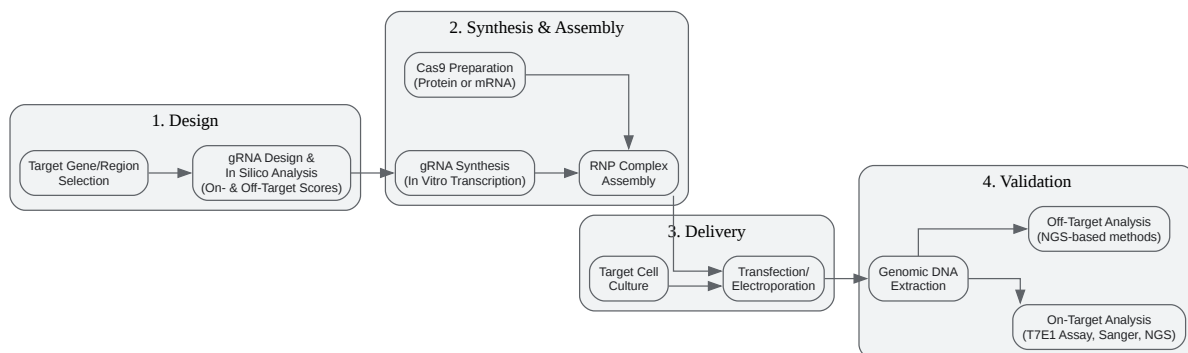 1. Design
Target Gene/Region
Selection
gRNA Design &
In Silico Analysis
(On- & Off-Target Scores)
2. Synthesis & Assembly
Cas9 Preparation
(Protein or mRNA)
gRNA Synthesis
(In Vitro Transcription)
RNP Complex
Assembly
3. Delivery
Target Cell
Culture
Transfection/
Electroporation
4. Validation
Genomic DNA
Extraction
Off-Target Analysis
(NGS-based methods)
On-Target Analysis
(T7E1 Assay, Sanger, NGS)